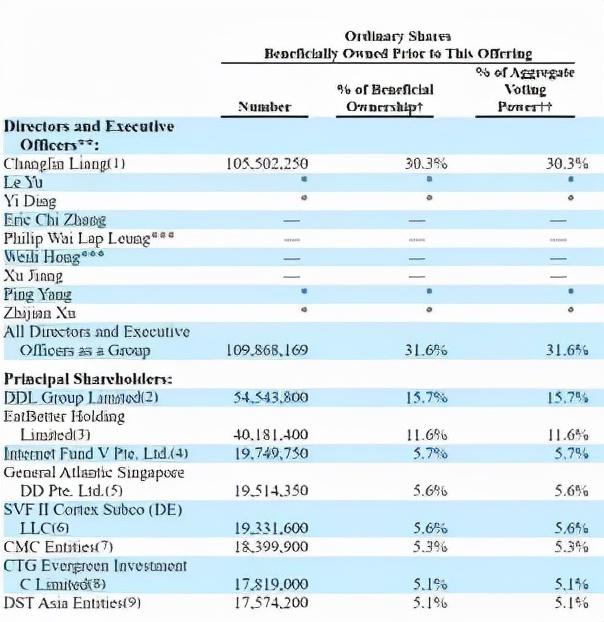 Ordinary Shares
Beneficially Owned Prior to This Offering
% of Aggregate
% of Beneficial Voting
Number Ownership† Power††
Directors and Executive
Officers**:
Changlin Liang(1) 105,502,250 30.3% 30.3%
Le Yu * * *
Yi Ding * * *
Eric Chi Zhang — — —
Philip Wai Lap Leung*** — — —
Weili Hong*** — — —
Xu Jiang — — —
Ping Yang * * *
Zhijian Xu * * *
All Directors and Executive
Officers as a Group 109,868,169 31.6% 31.6%
Principal Shareholders:
DDL Group Limited(2) 54,543,800 15.7% 15.7%
EatBetter Holding
Limited(3) 40,181,400 11.6% 11.6%
Internet Fund V Pte. Ltd.(4) 19,749,750 5.7% 5.7%
General Atlantic Singapore
DD Pte. Ltd.(5) 19,514,350 5.6% 5.6%
SVF II Cortex Subco (DE)
LLC(6) 19,331,600 5.6% 5.6%
CMC Entities(7) 18,399,900 5.3% 5.3%
CTG Evergreen Investment
C Limited(8) 17,819,000 5.1% 5.1%
DST Asia Entities(9) 17,574,200 5.1% 5.1%